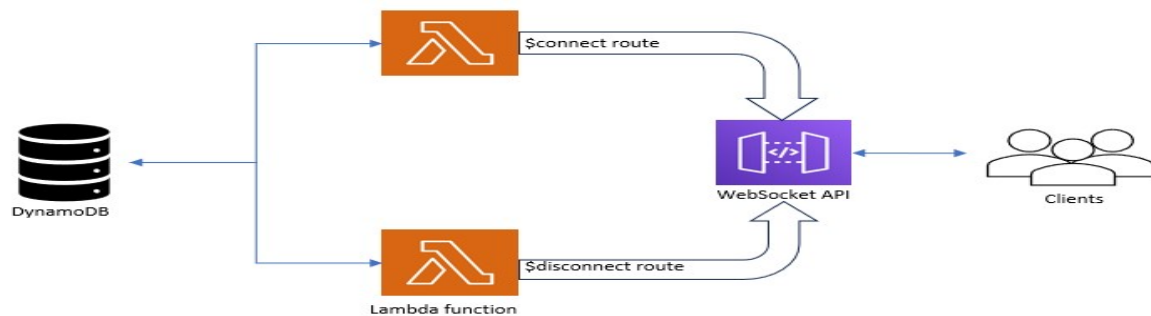 $connect route
DynamoDB
WebSocket API
Clients
$disconnect route
Lambda function